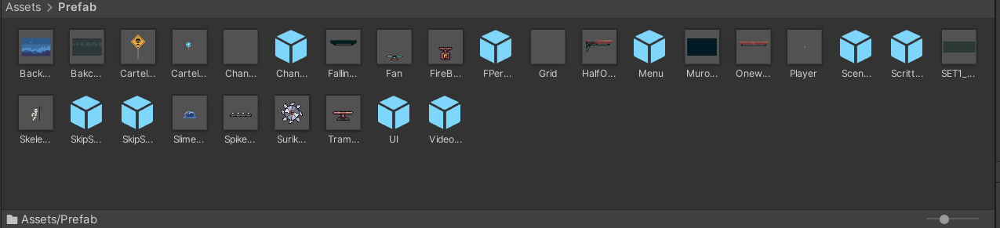 Assets > Prefab
Back... Bakc... Cartel... Cartel... Chan... Chan... Fallin... Fan FireB... FPer... Grid HalfO... Menu Muro... Onew... Player Scen... Scritt... SET1_...
Skele... SkipS... SkipS... Slime... Spike... Surik... Tram... UI Video...
Assets/Prefab